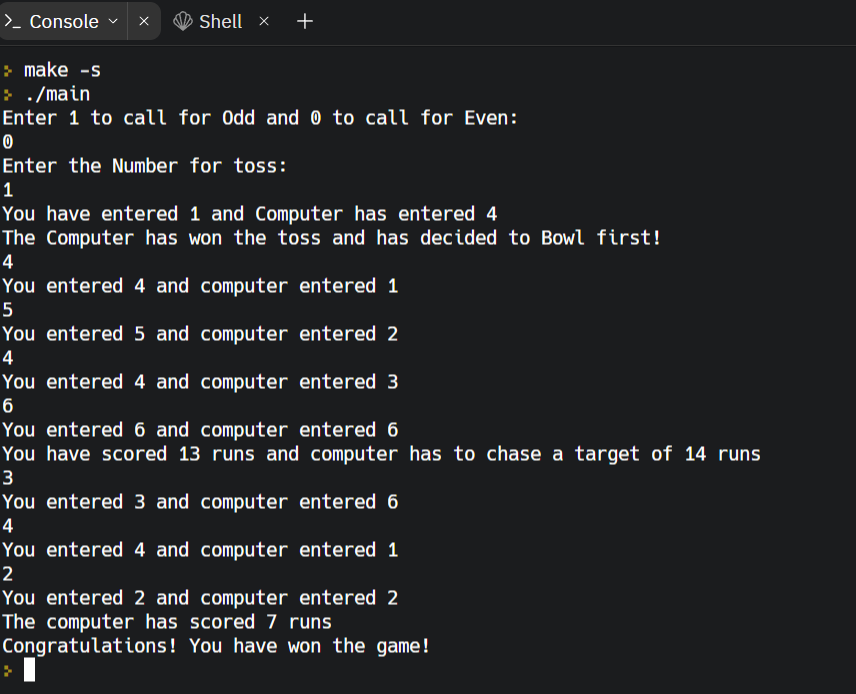 >_ Console
Shell
make -s
./main
Enter 1 to call for Odd and 0 to call for Even:
0
Enter the Number for toss:
1
You have entered 1 and Computer has entered 4
The Computer has won the toss and has decided to Bowl first!
4
You entered 4 and computer entered 1
5
You entered 5 and computer entered 2
4
You entered 4 and computer entered 3
6
You entered 6 and computer entered 6
You have scored 13 runs and computer has to chase a target of 14 runs
3
You entered 3 and computer entered 6
4
You entered 4 and computer entered 1
2
You entered 2 and computer entered 2
The computer has scored 7 runs
Congratulations! You have won the game!